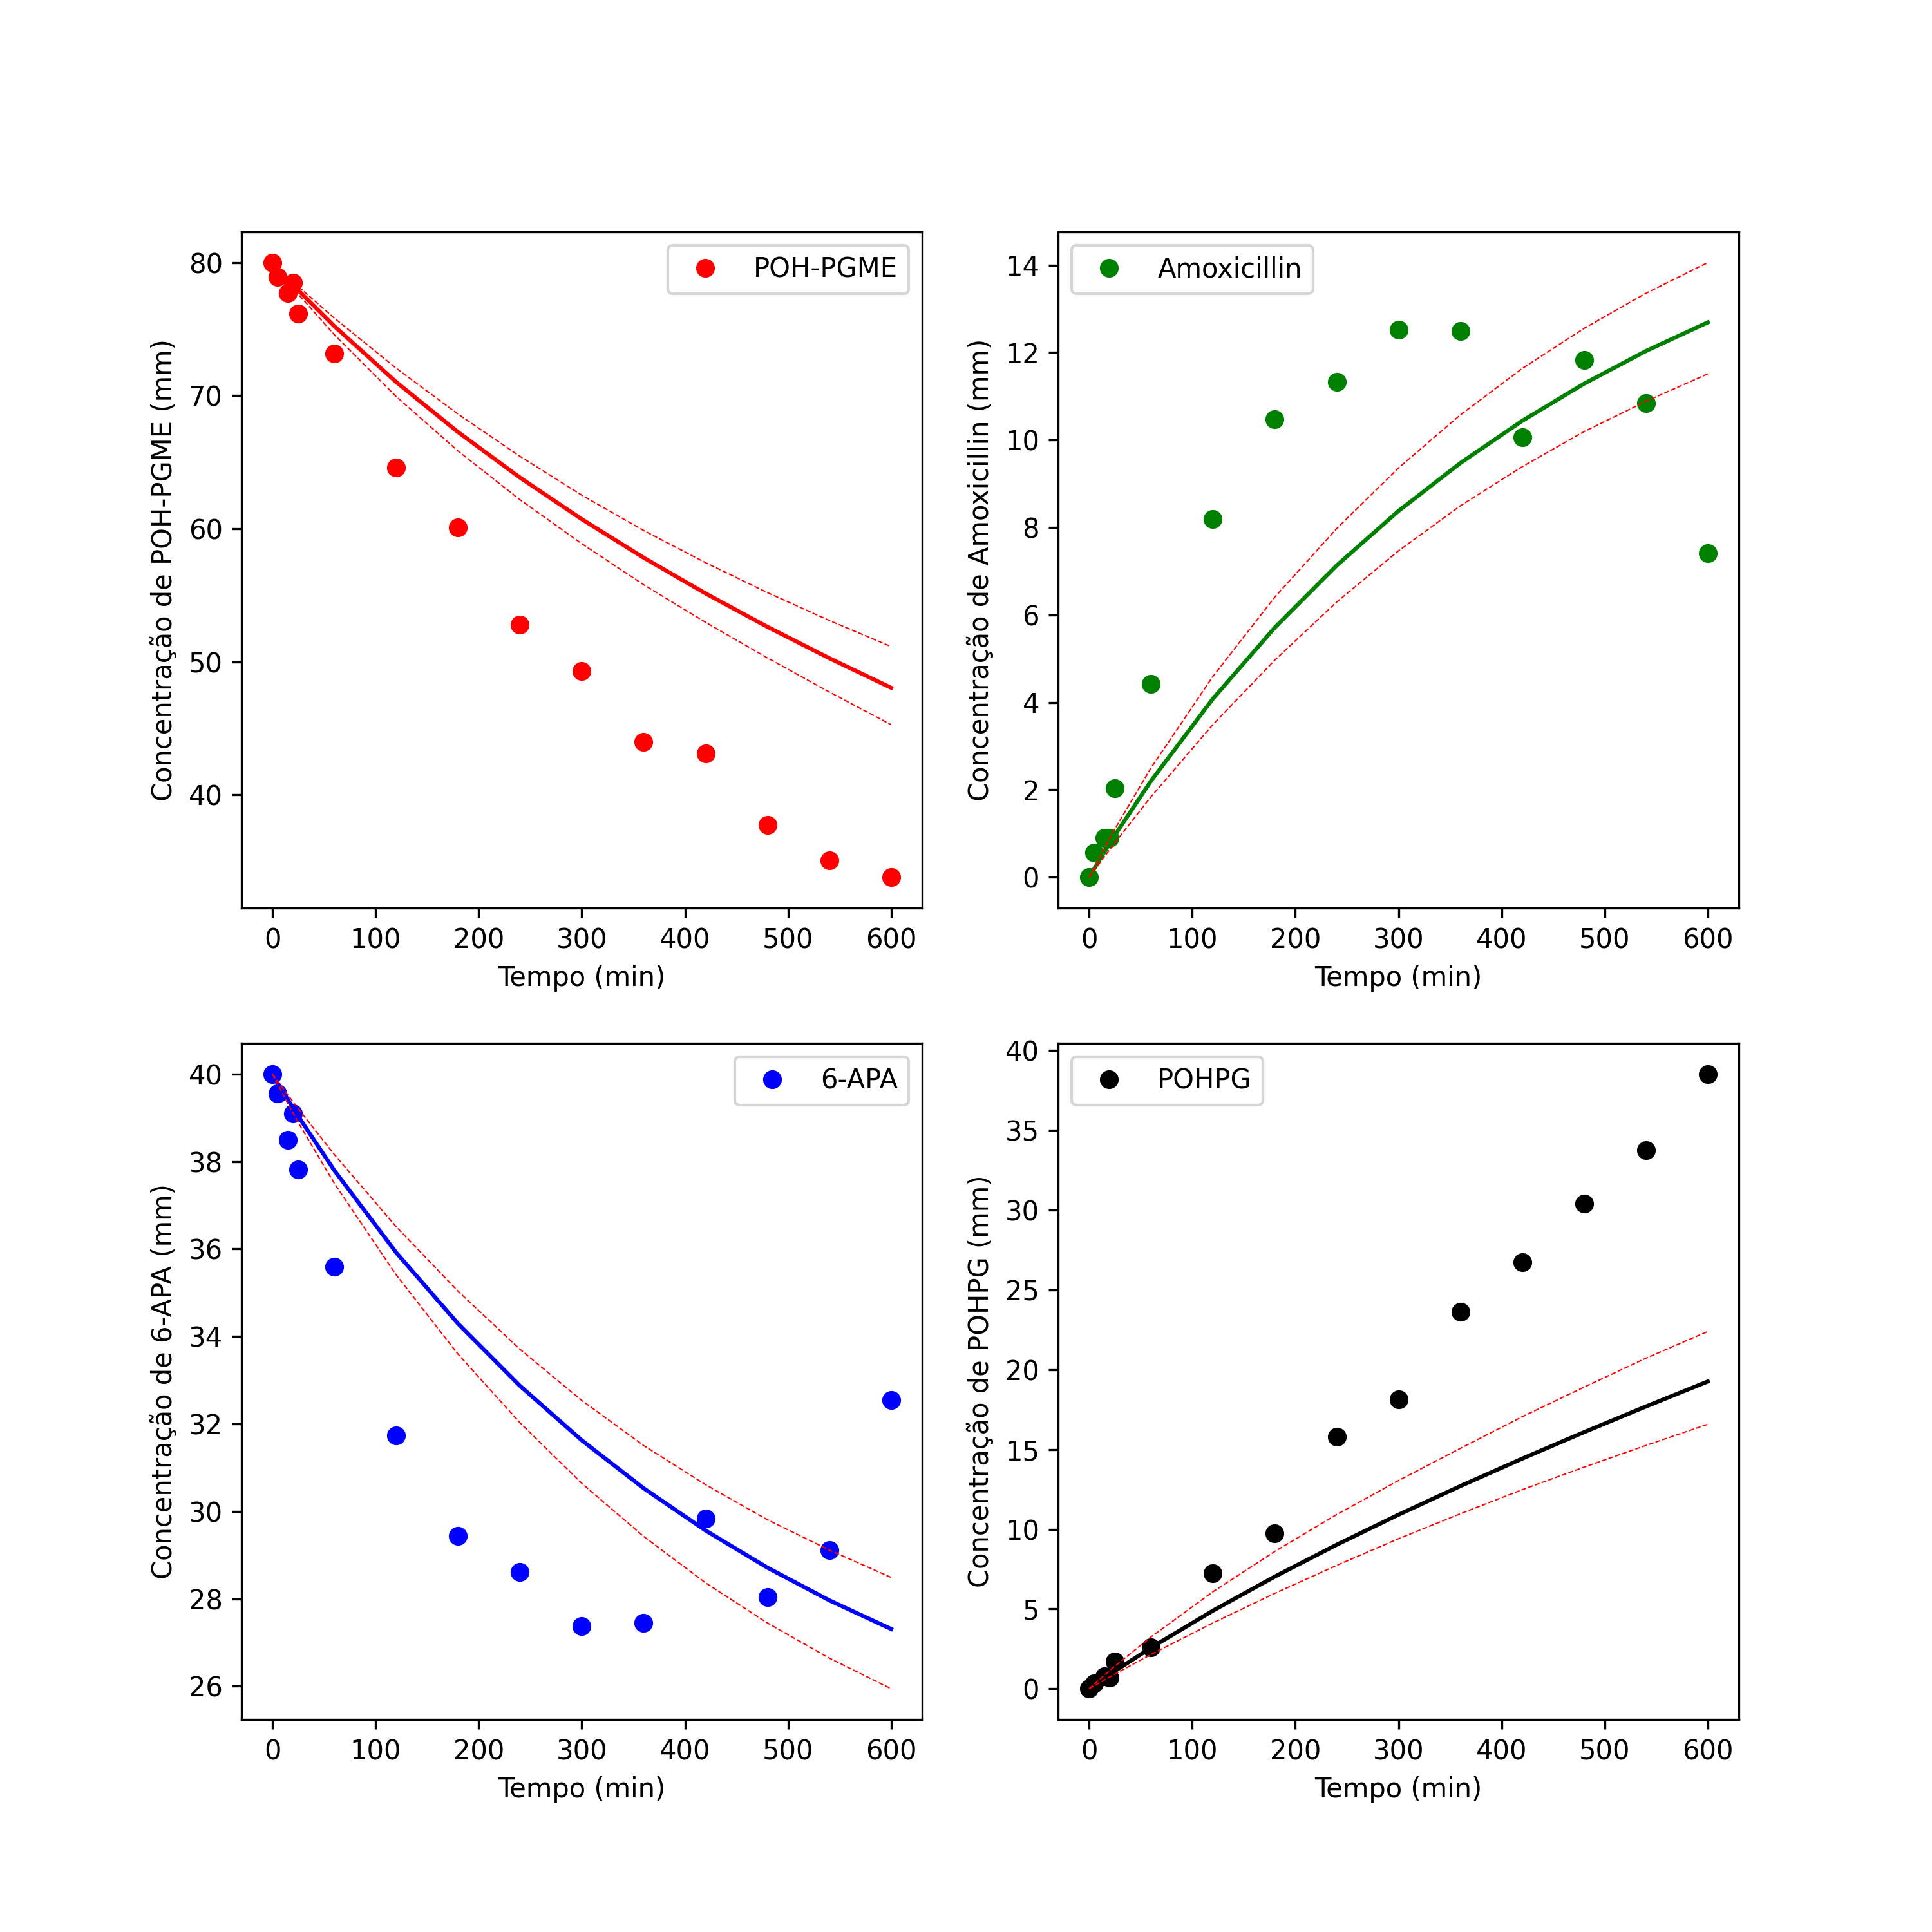 POH-PGME
80
70
60
50
40
Concentração de POH-PGME (mm)
0 100 200 300 400 500 600
Tempo (min)
Amoxicillin
14
12
10
8
6
4
2
0
Concentração de Amoxicillin (mm)
0 100 200 300 400 500 600
Tempo (min)
6-APA
40
38
36
34
32
30
28
26
Concentração de 6-APA (mm)
0 100 200 300 400 500 600
Tempo (min)
POHPG
40
35
30
25
20
15
10
5
0
Concentração de POHPG (mm)
0 100 200 300 400 500 600
Tempo (min)